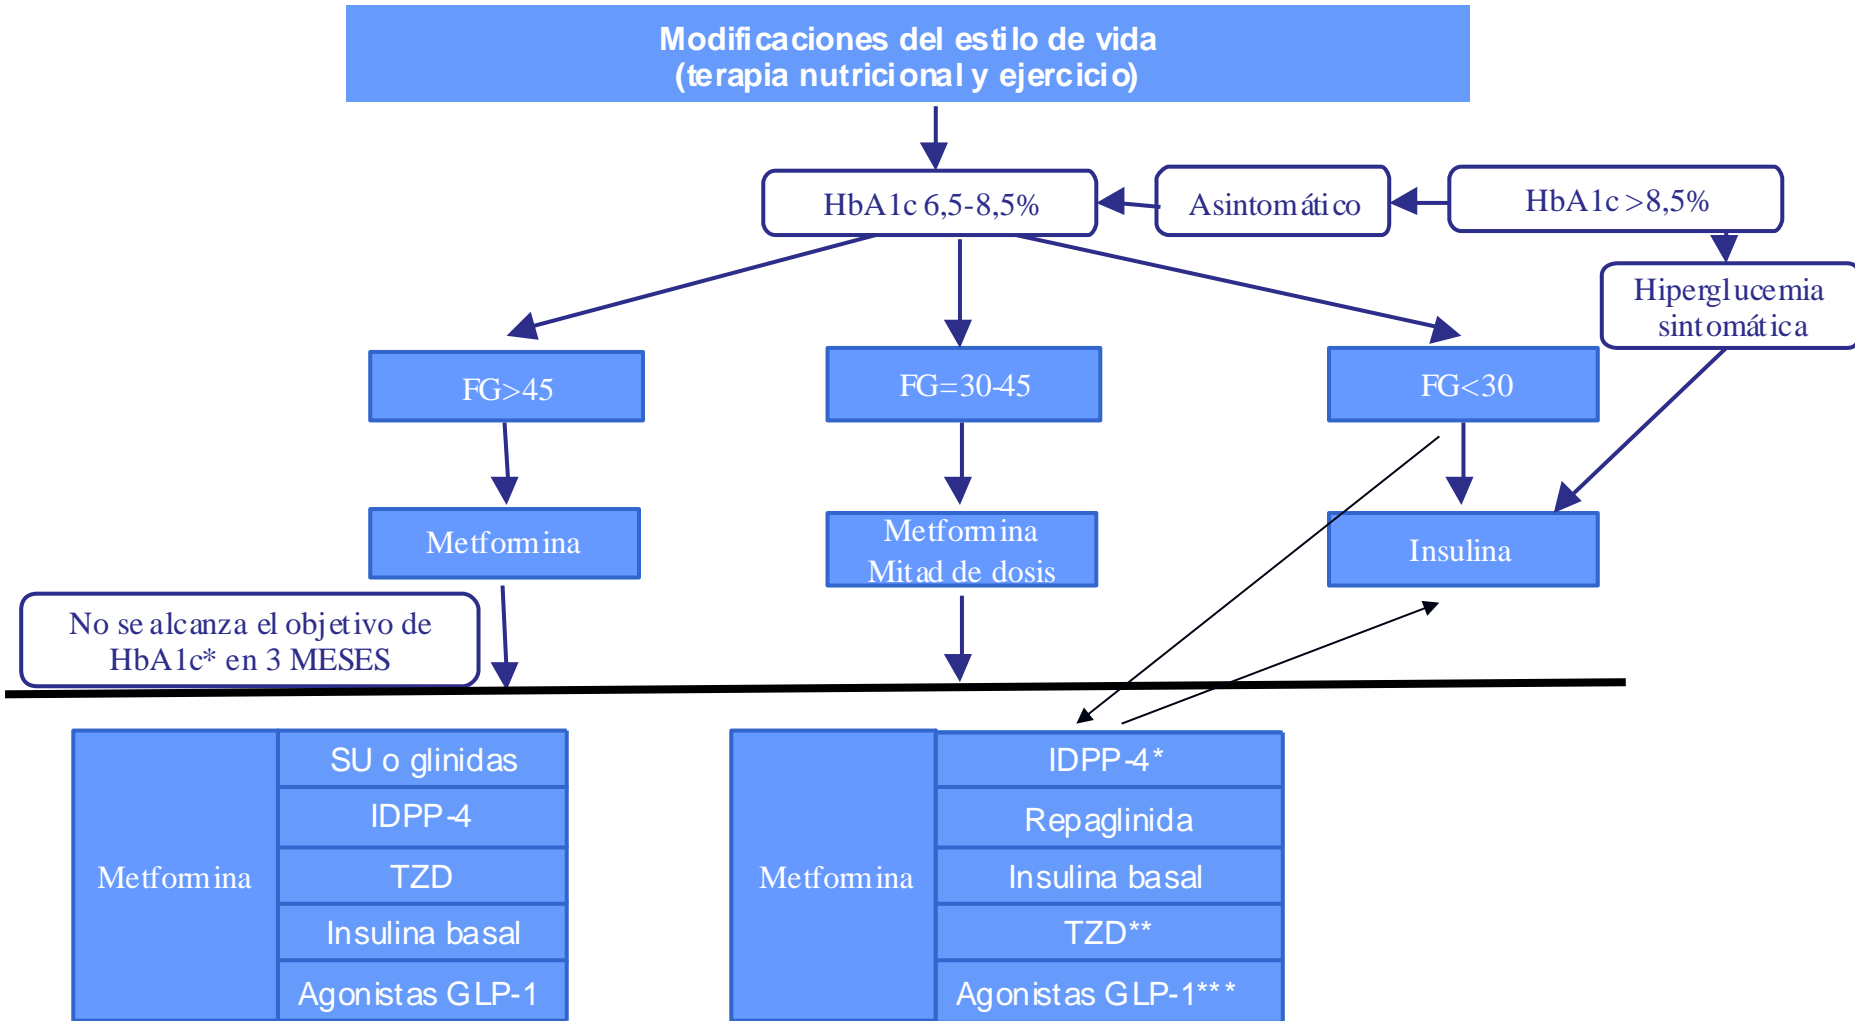 Modificaciones del estilo de vida
(terapia nutricional y ejercicio)
HbA1c 6,5-8,5%
Asintomático
HbA1c >8,5%
Hiperglucemia
sintomática
FG>45
FG=30-45
FG<30
Metformina
Metformina
Mitad de dosis
Insulina
No se alcanza el objetivo de
HbA1c* en 3 MESES
Metformina
SU o glinidas
IDPP-4
TZD
Insulina basal
Agonistas GLP-1
Metformina
IDPP-4*
Repaglinida
Insulina basal
TZD**
Agonistas GLP-1***